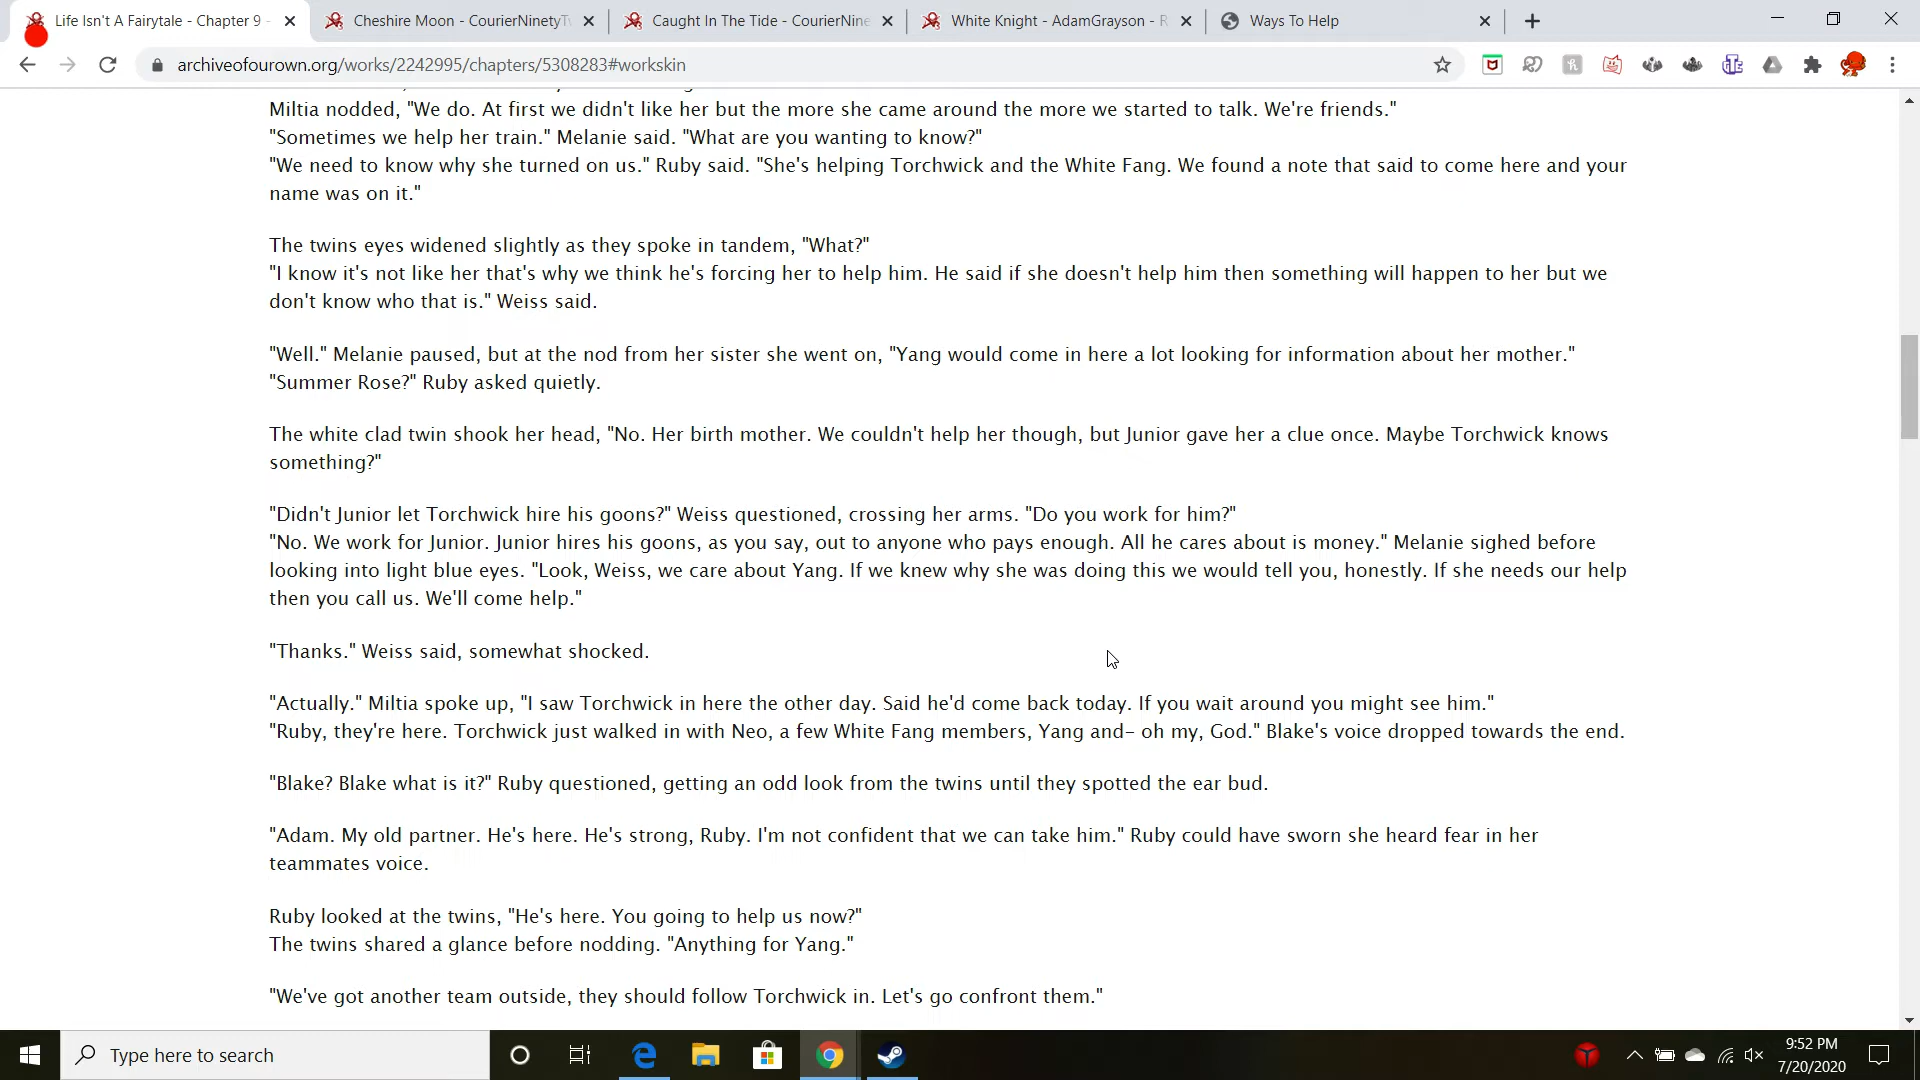 Life Isn't A Fairytale - Chapter 9 -
Cheshire Moon - CourierNinetyTw
Caught In The Tide - CourierNine
White Knight - AdamGrayson - R
Ways To Help
archiveofourown.org/works/2242995/chapters/5308283#workskin
Miltia nodded, "We do. At first we didn't like her but the more she came around the more we started to talk. We're friends."
"Sometimes we help her train." Melanie said. "What are you wanting to know?"
"We need to know why she turned on us." Ruby said. "She's helping Torchwick and the White Fang. We found a note that said to come here and your
name was on it."
The twins eyes widened slightly as they spoke in tandem, "What?"
"I know it's not like her that's why we think he's forcing her to help him. He said if she doesn't help him then something will happen to her but we
don't know who that is." Weiss said.
"Well." Melanie paused, but at the nod from her sister she went on, "Yang would come in here a lot looking for information about her mother."
"Summer Rose?" Ruby asked quietly.
The white clad twin shook her head, "No. Her birth mother. We couldn't help her though, but Junior gave her a clue once. Maybe Torchwick knows
something?"
"Didn't Junior let Torchwick hire his goons?" Weiss questioned, crossing her arms. "Do you work for him?"
"No. We work for Junior. Junior hires his goons, as you say, out to anyone who pays enough. All he cares about is money." Melanie sighed before
looking into light blue eyes. "Look, Weiss, we care about Yang. If we knew why she was doing this we would tell you, honestly. If she needs our help
then you call us. We'll come help."
"Thanks." Weiss said, somewhat shocked.
"Actually." Miltia spoke up, "I saw Torchwick in here the other day. Said he'd come back today. If you wait around you might see him."
"Ruby, they're here. Torchwick just walked in with Neo, a few White Fang members, Yang and– oh my, God." Blake's voice dropped towards the end.
"Blake? Blake what is it?" Ruby questioned, getting an odd look from the twins until they spotted the ear bud.
"Adam. My old partner. He's here. He's strong, Ruby. I'm not confident that we can take him." Ruby could have sworn she heard fear in her
teammates voice.
Ruby looked at the twins, "He's here. You going to help us now?"
The twins shared a glance before nodding. "Anything for Yang."
"We've got another team outside, they should follow Torchwick in. Let's go confront them."
Type here to search
9:52 PM
7/20/2020